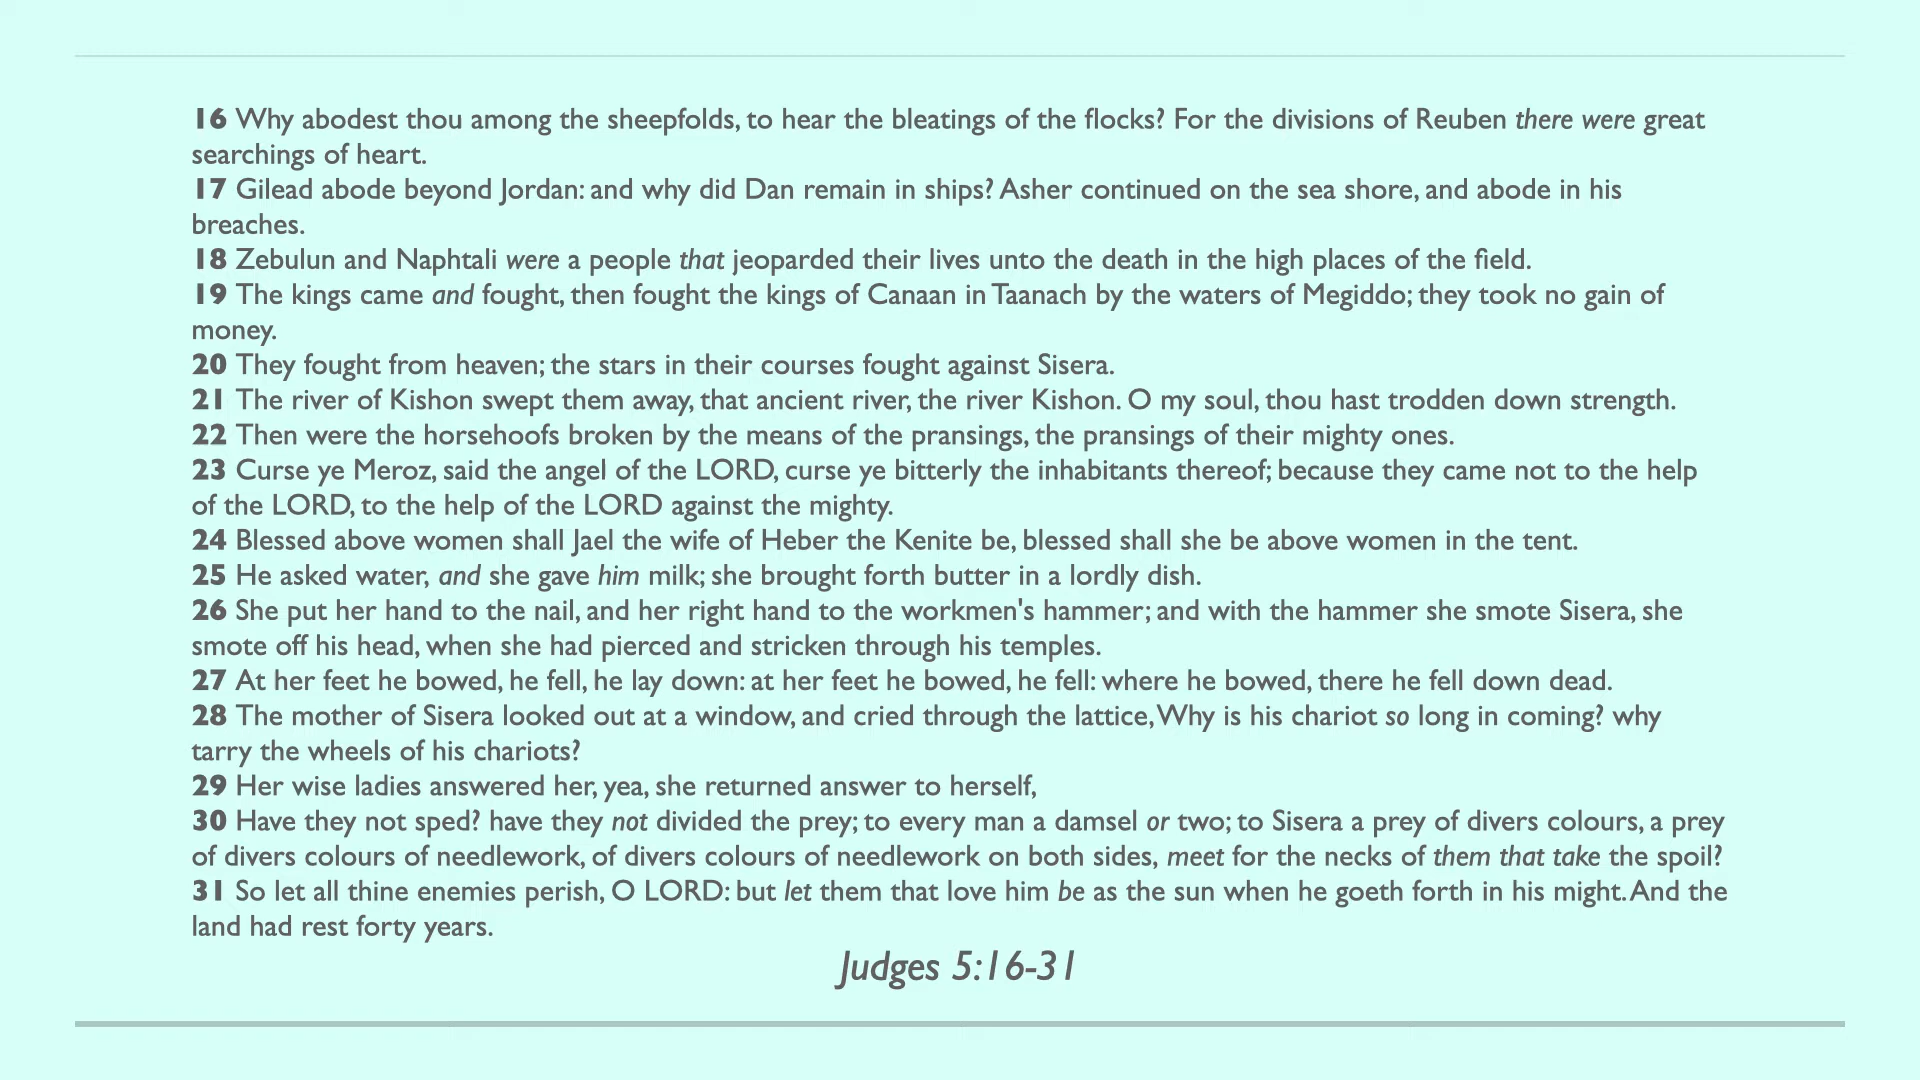 16 Why abodest thou among the sheepfolds, to hear the bleatings of the flocks? For the divisions of Reuben there were great
searchings of heart.
17 Gilead abode beyond Jordan: and why did Dan remain in ships? Asher continued on the sea shore, and abode in his
breaches.
18 Zebulun and Naphtali were a people that jeoparded their lives unto the death in the high places of the field.
19 The kings came and fought, then fought the kings of Canaan in Taanach by the waters of Megiddo; they took no gain of
money.
20 They fought from heaven; the stars in their courses fought against Sisera.
21 The river of Kishon swept them away, that ancient river, the river Kishon. O my soul, thou hast trodden down strength.
22 Then were the horsehoofs broken by the means of the pransings, the pransings of their mighty ones.
23 Curse ye Meroz, said the angel of the LORD, curse ye bitterly the inhabitants thereof; because they came not to the help
of the LORD, to the help of the LORD against the mighty.
24 Blessed above women shall Jael the wife of Heber the Kenite be, blessed shall she be above women in the tent.
25 He asked water, and she gave him milk; she brought forth butter in a lordly dish.
26 She put her hand to the nail, and her right hand to the workmen's hammer; and with the hammer she smote Sisera, she
smote off his head, when she had pierced and stricken through his temples.
27 At her feet he bowed, he fell, he lay down: at her feet he bowed, he fell: where he bowed, there he fell down dead.
28 The mother of Sisera looked out at a window, and cried through the lattice, Why is his chariot so long in coming? why
tarry the wheels of his chariots?
29 Her wise ladies answered her, yea, she returned answer to herself,
30 Have they not sped? have they not divided the prey; to every man a damsel or two; to Sisera a prey of divers colours, a prey
of divers colours of needlework, of divers colours of needlework on both sides, meet for the necks of them that take the spoil?
31 So let all thine enemies perish, O LORD: but let them that love him be as the sun when he goeth forth in his might. And the
land had rest forty years.
Judges 5:16-31